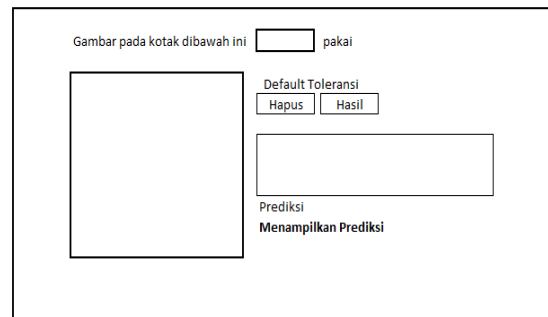 Gambar pada kotak dibawah ini pakai
Default Toleransi
Hapus Hasil
Prediksi
Menampilkan Prediksi